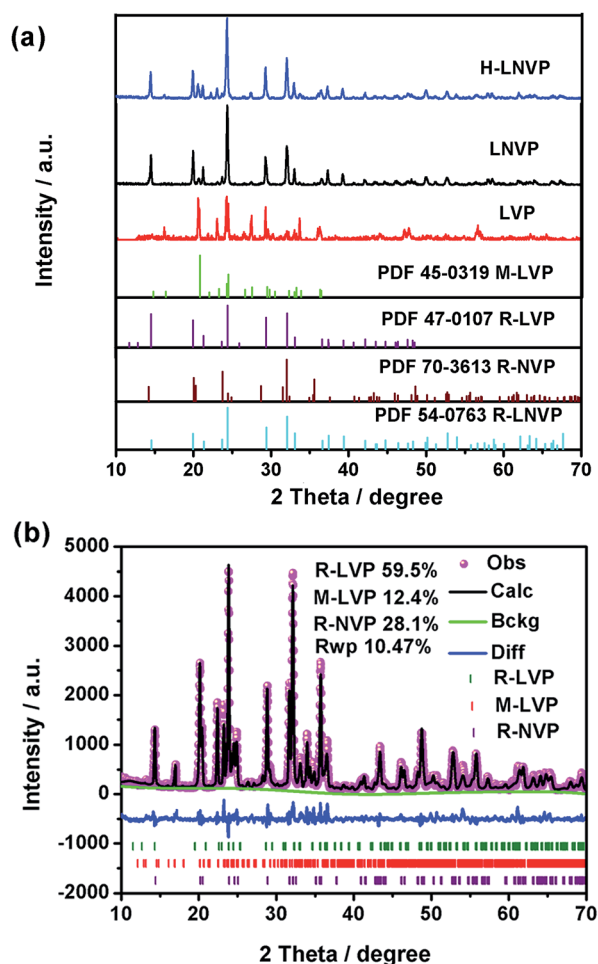 (a)
H-LNVP
LNVP
LVP
PDF 45-0319 M-LVP
PDF 47-0107 R-LVP
PDF 70-3613 R-NVP
PDF 54-0763 R-LNVP
Intensity / a.u.
10 20 30 40 50 60 70
2 Theta / degree
(b)
5000
4000
3000
2000
1000
0
-1000
-2000
Intensity / a.u.
R-LVP 59.5%
M-LVP 12.4%
R-NVP 28.1%
Rwp 10.47%
Obs
Calc
Bckg
Diff
R-LVP
M-LVP
R-NVP
10 20 30 40 50 60 70
2 Theta / degree